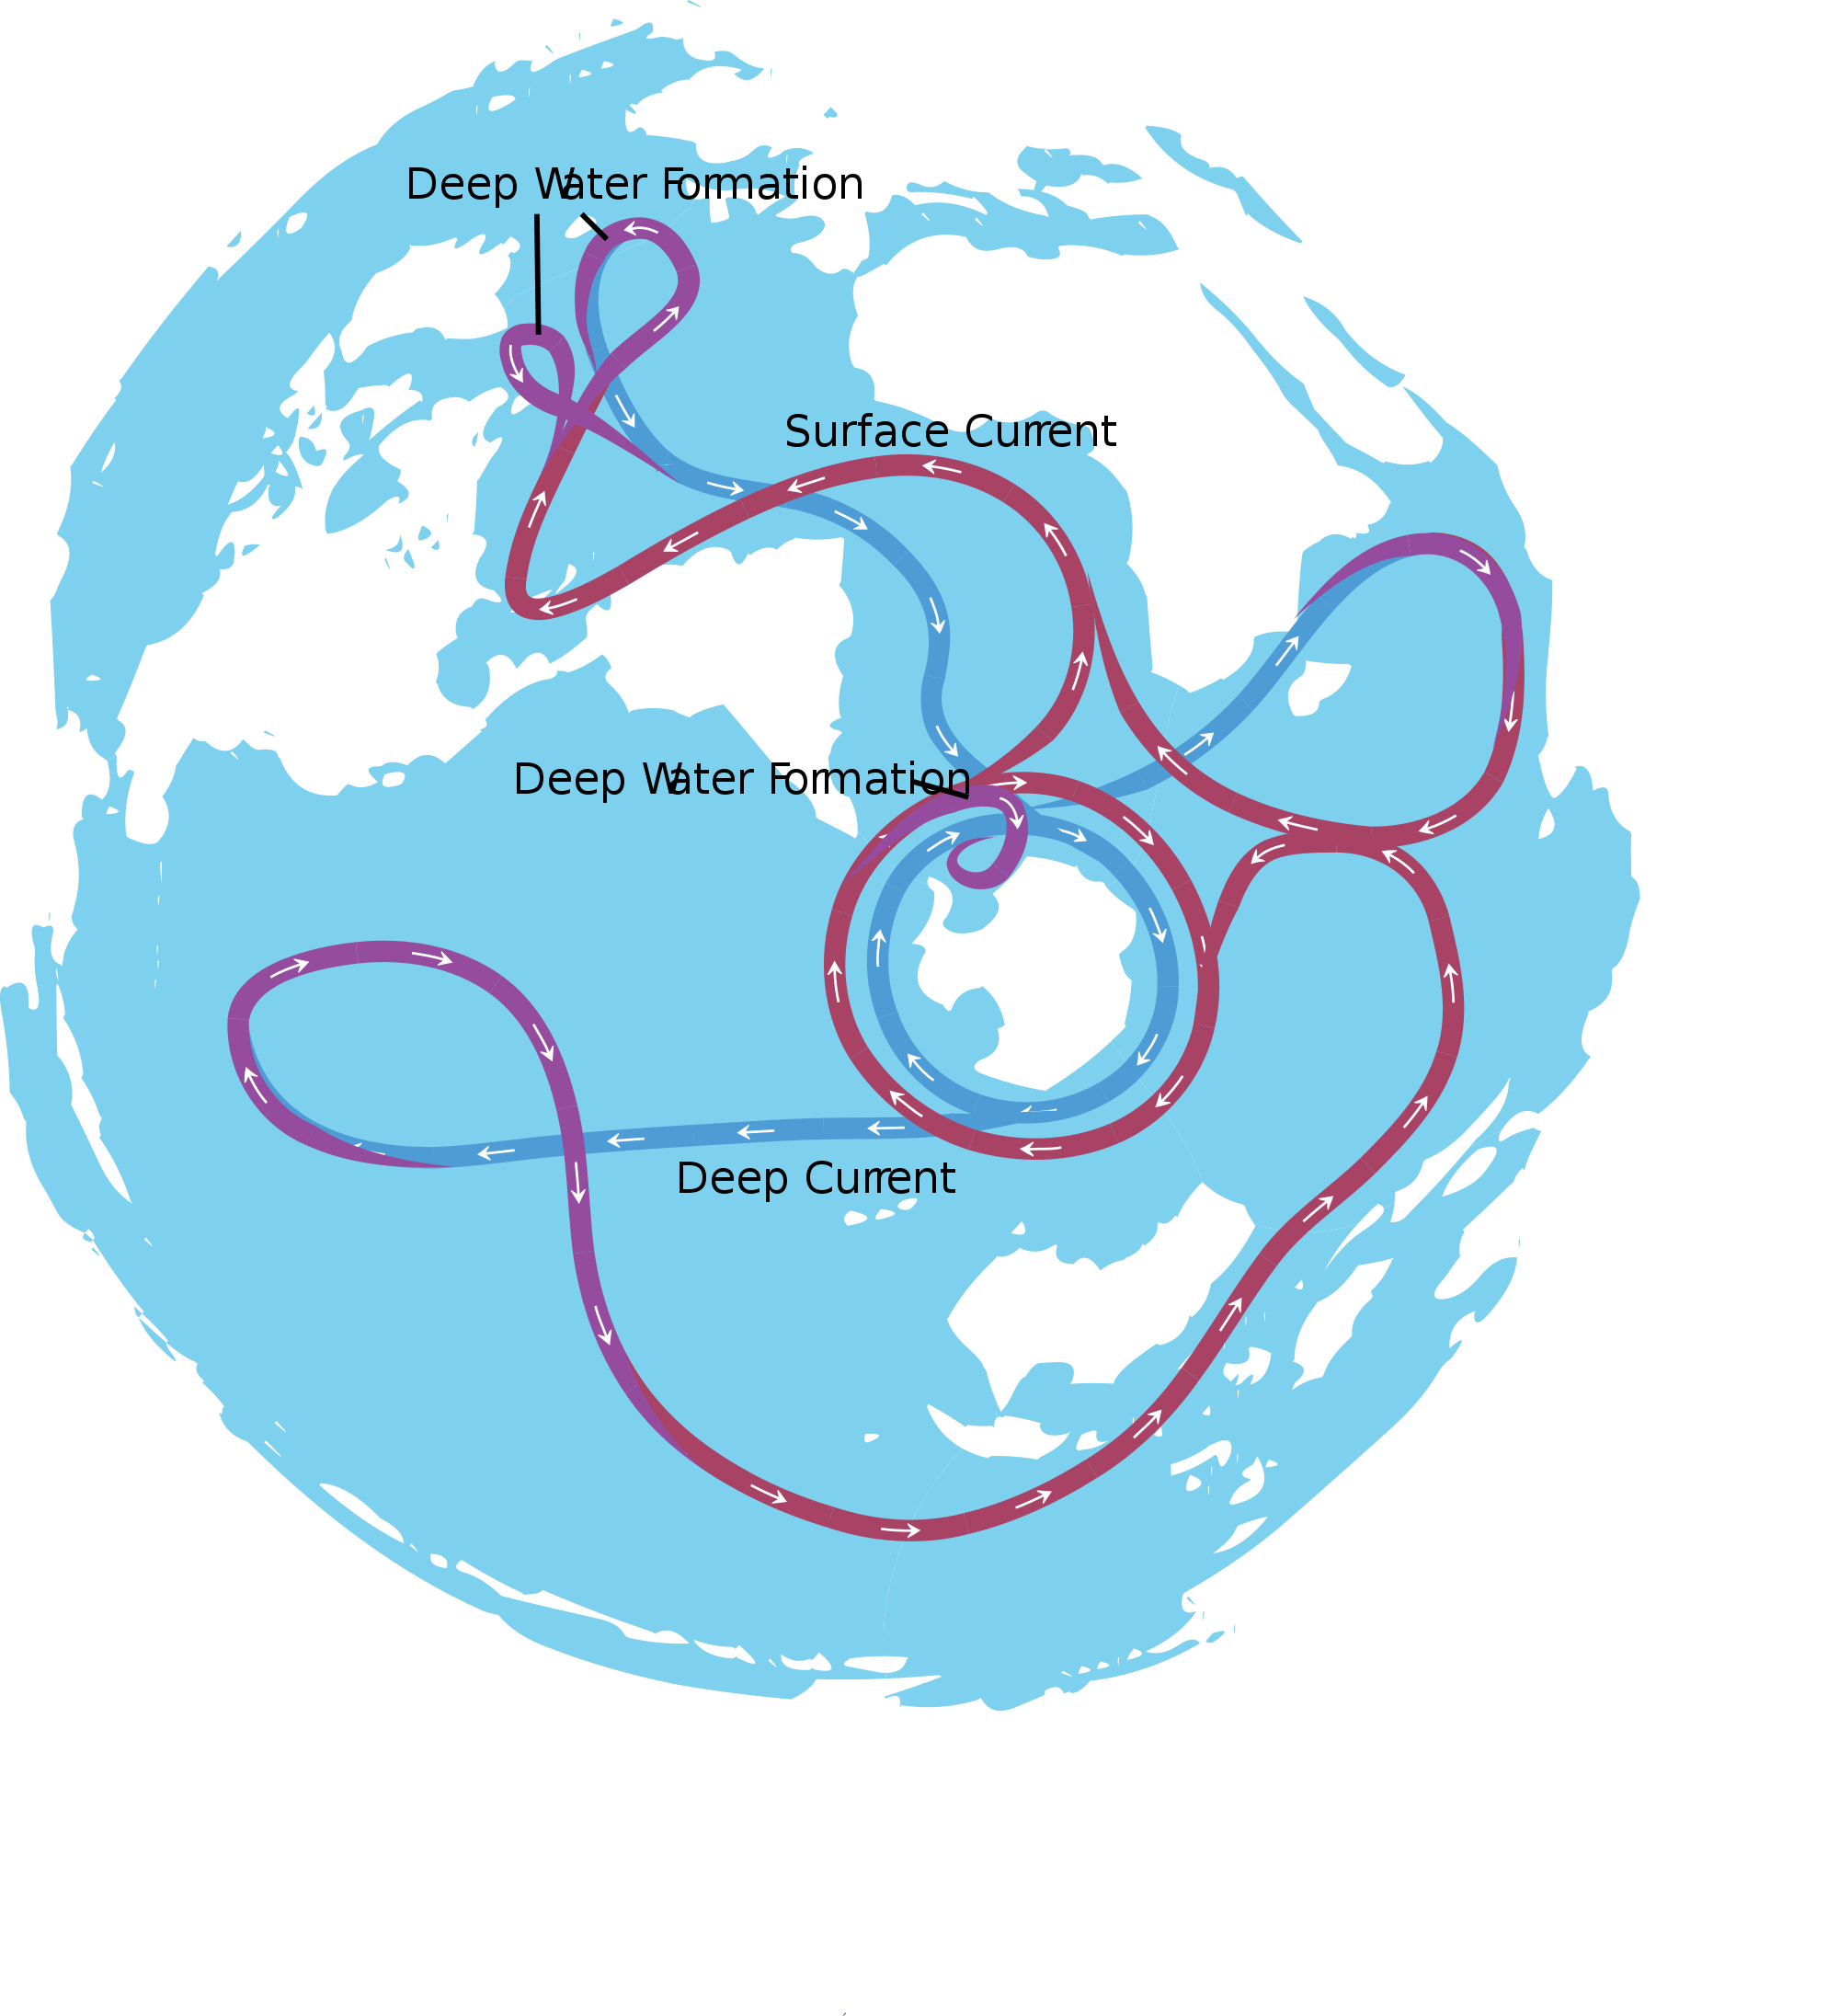 Deep Water Formation
Surface Current
Deep Water Formation
Deep Current